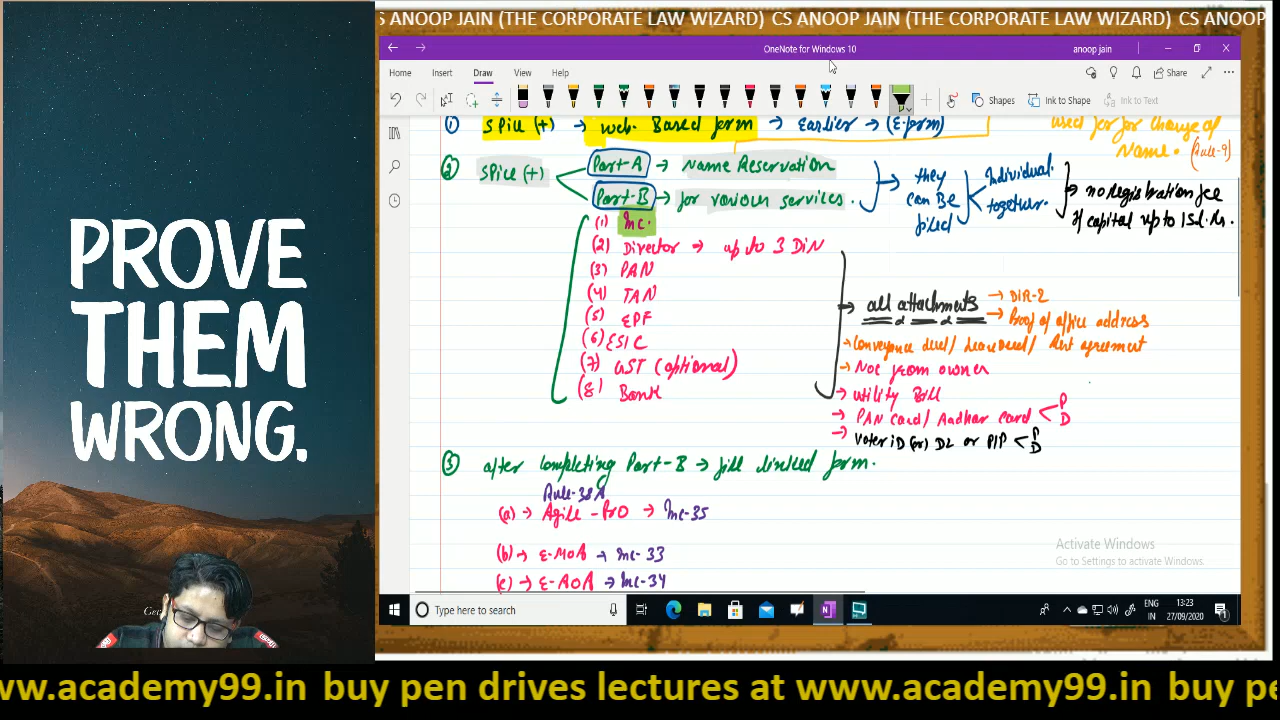 S ANOOP JAIN (THE CORPORATE LAW WIZARD) CS ANOOP JAIN (THE CORPORATE LAW WIZARD) CS ANOOP
PROVE
THEM
WRONG.
OneNote for Windows 10
anoop jain
Home Insert Draw View Help
Share
Shapes Ink to Shape Ink to Text
① SPice (+) → web-Based form → Earlier → (E-form)
used for for change of
Name. (Rule-9)
② SPice (+)
Part-A → Name Reservation
Part-B → for various services.
they can Be filed
Individual.
together.
→ no Registration fee
if capital up to 15L Rs.
(1) Inc.
(2) Director → up to 3 DIN
(3) PAN
(4) TAN
(5) EPF
(6) ESIC
(7) GST (optional)
(8) Bank
→ all attachments
→ DIR-2
→ Proof of office address
→ Conveyance deed/ Lease deed/ Rent agreement
→ Noc from owner
→ utility Bill
→ PAN card/ Aadhar card < P D
→ Voter iD (or) DL or P/P < P D
③ after completing Part-B → fill linked form.
Rule-38A
(a) → Agile-PrO → Inc-35
(b) → E-MOA → Inc-33
(c) → E-AOA → Inc-34
Activate Windows
Go to Settings to activate Windows.
Type here to search
ENG
IN
13:23
27/09/2020
ww.academy99.in buy pen drives lectures at www.academy99.in buy pe